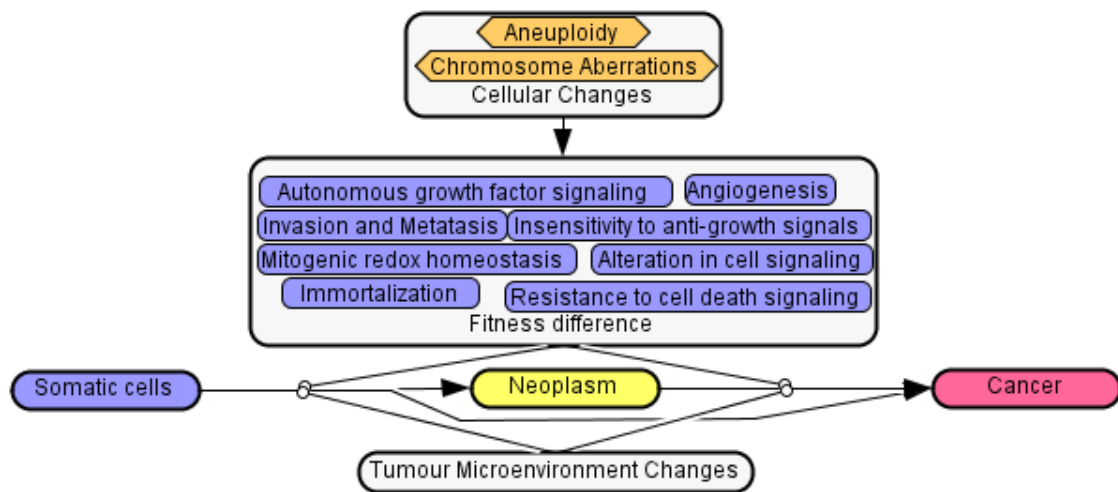 Aneuploidy
Chromosome Aberrations
Cellular Changes
Autonomous growth factor signaling
Angiogenesis
Invasion and Metatasis
Insensitivity to anti-growth signals
Mitogenic redox homeostasis
Alteration in cell signaling
Immortalization
Resistance to cell death signaling
Fitness difference
Somatic cells
Neoplasm
Cancer
Tumour Microenvironment Changes